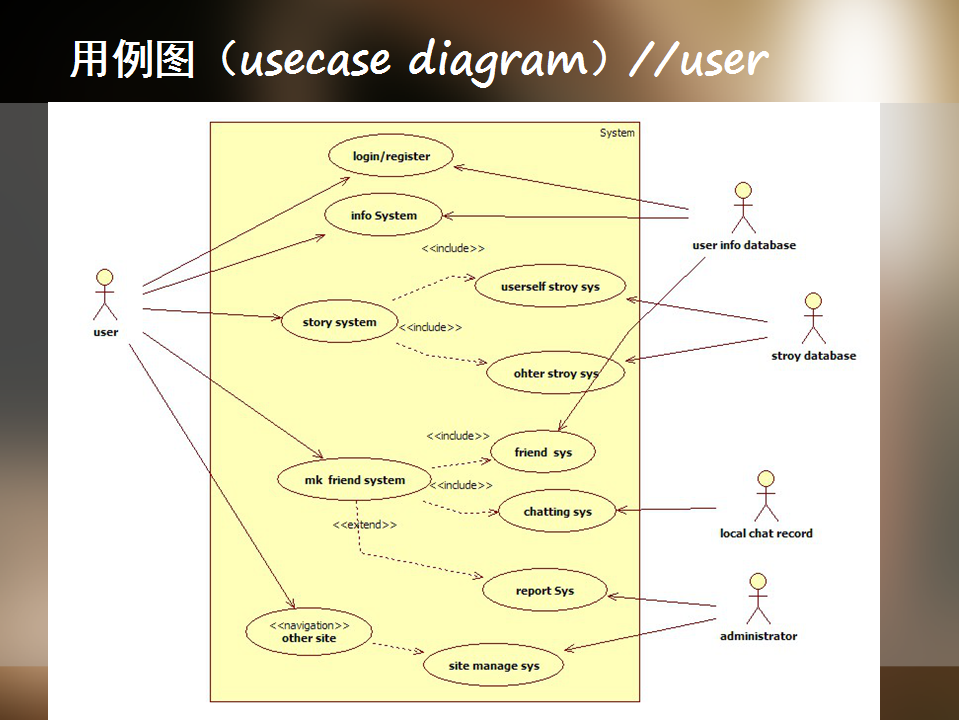 用例图（usecase diagram）//user
System
login/register
info System
user info database
<<include>>
userself stroy sys
user
story system
<<include>>
stroy database
ohter stroy sys
<<include>>
friend sys
mk friend system
<<include>>
chatting sys
<<extend>>
local chat record
report Sys
<<navigation>>
other site
administrator
site manage sys